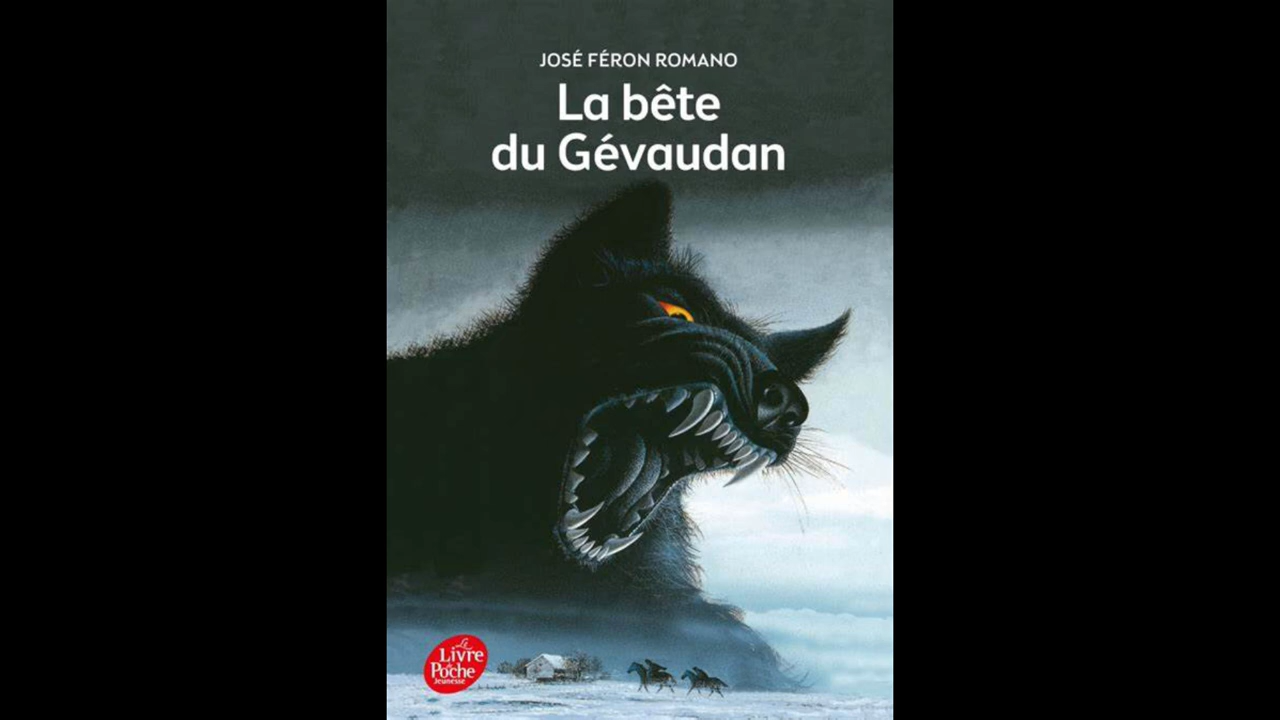 JOSÉ FÉRON ROMANO
La bête
du Gévaudan
Le
Livre
de
Poche
Jeunesse